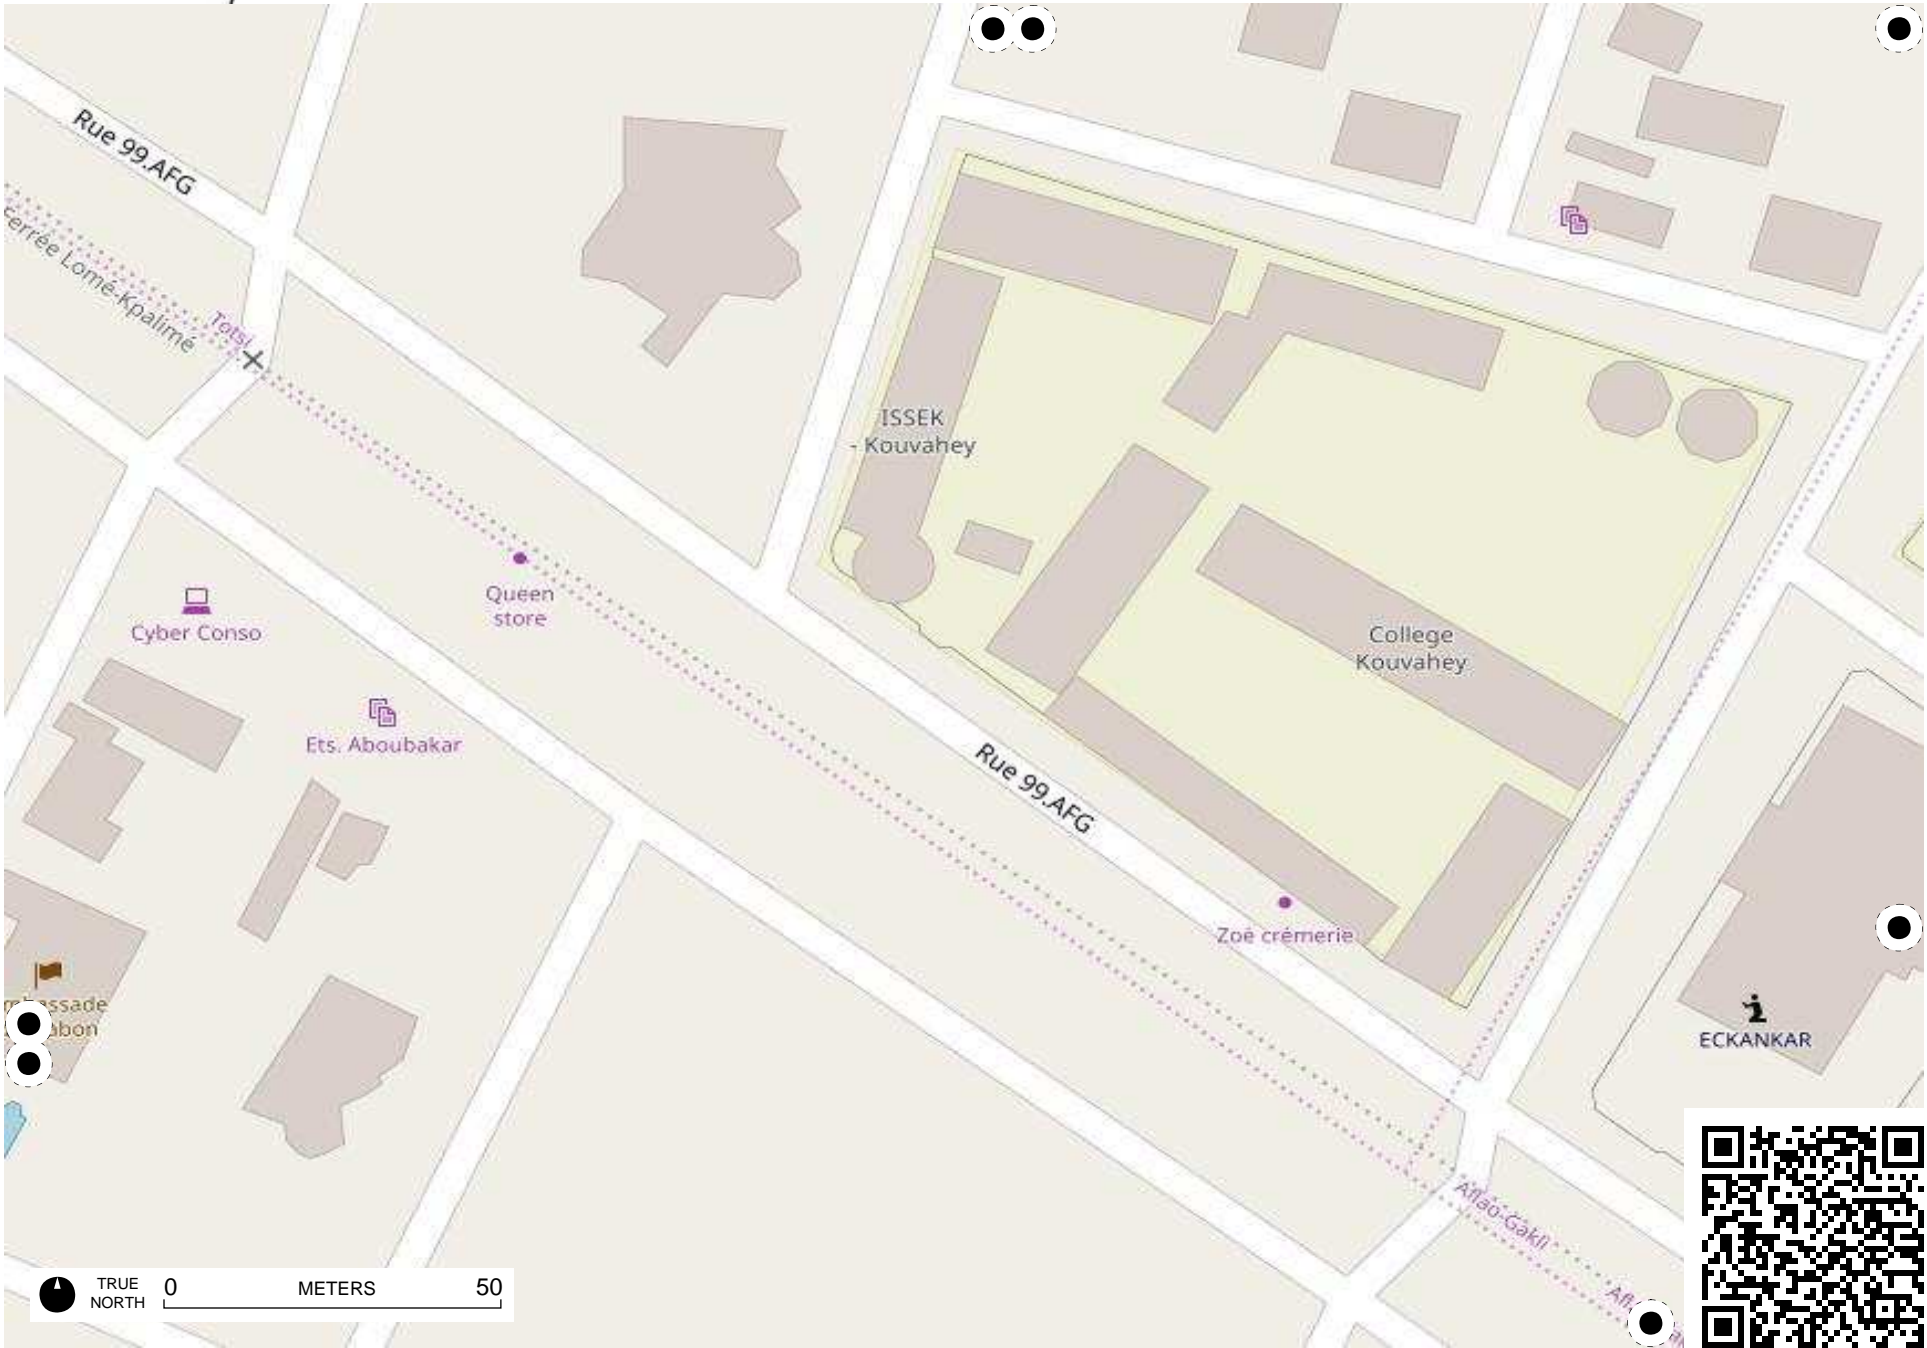 Rue 99.AFG
Ferrée Lomé-Kpalimé
Totsi
ISSEK
- Kouvahey
Queen
store
Cyber Conso
College
Kouvahey
Ets. Aboubakar
Rue 99.AFG
Zoé crémerie
ECKANKAR
Aflao-Gakli
TRUE
NORTH
0 METERS 50